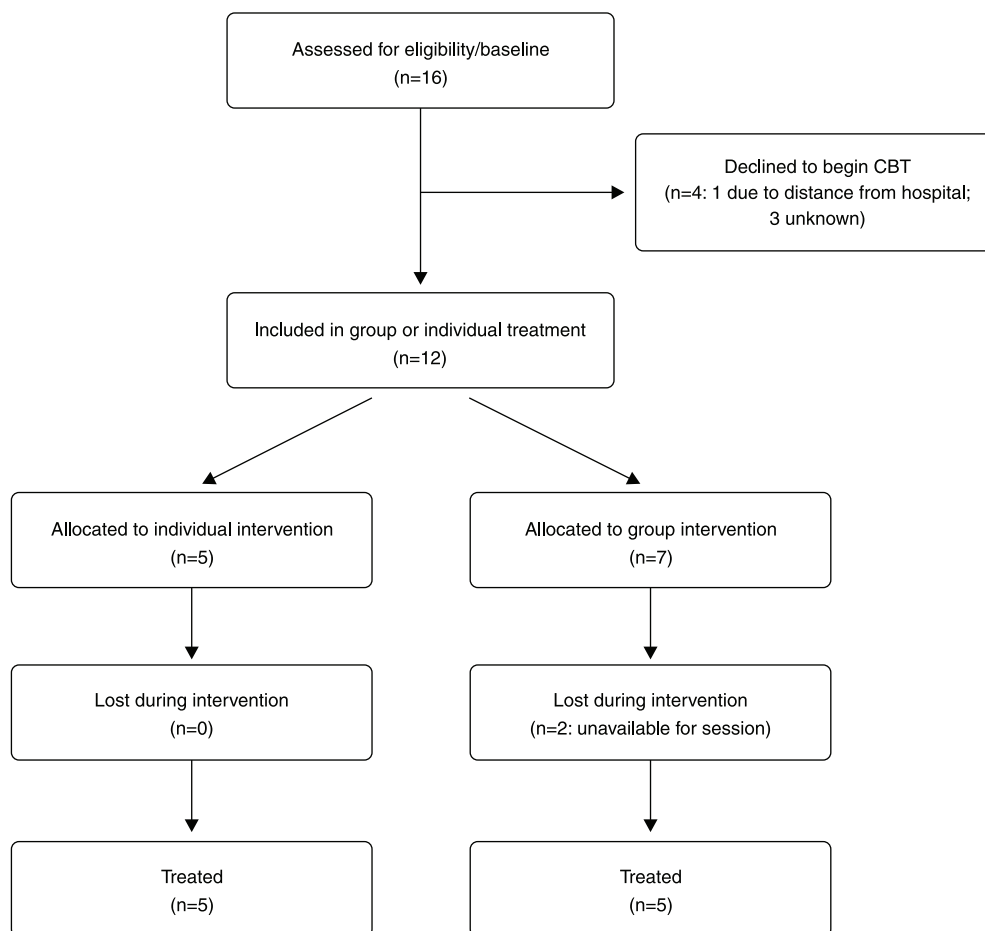 Assessed for eligibility/baseline
(n=16)
Declined to begin CBT
(n=4: 1 due to distance from hospital;
3 unknown)
Included in group or individual treatment
(n=12)
Allocated to individual intervention
(n=5)
Allocated to group intervention
(n=7)
Lost during intervention
(n=0)
Lost during intervention
(n=2: unavailable for session)
Treated
(n=5)
Treated
(n=5)